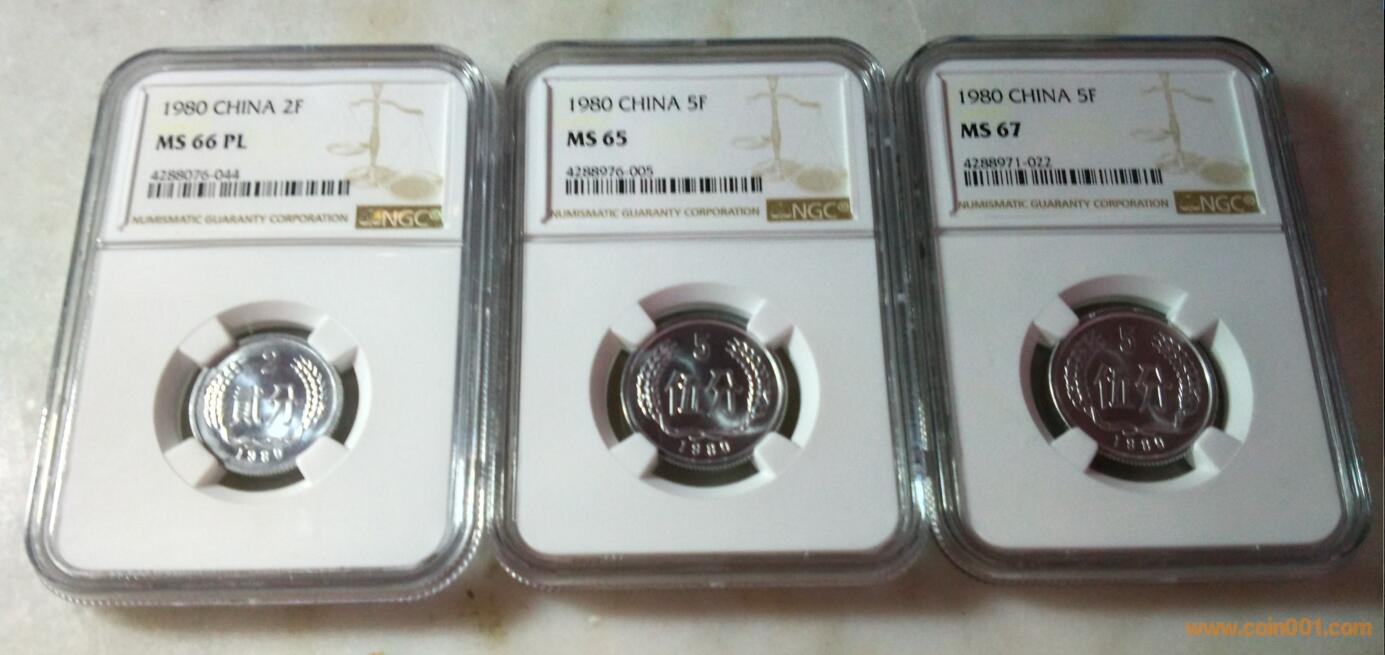 1980 CHINA 2F
MS 66 PL
4288076-044
NUMISMATIC GUARANTY CORPORATION
NGC
2
贰分
1980
1980 CHINA 5F
MS 65
4288976-005
NUMISMATIC GUARANTY CORPORATION
NGC
5
伍分
1980
1980 CHINA 5F
MS 67
4288971-022
NUMISMATIC GUARANTY CORPORATION
NGC
5
伍分
1980
www.coin001.com